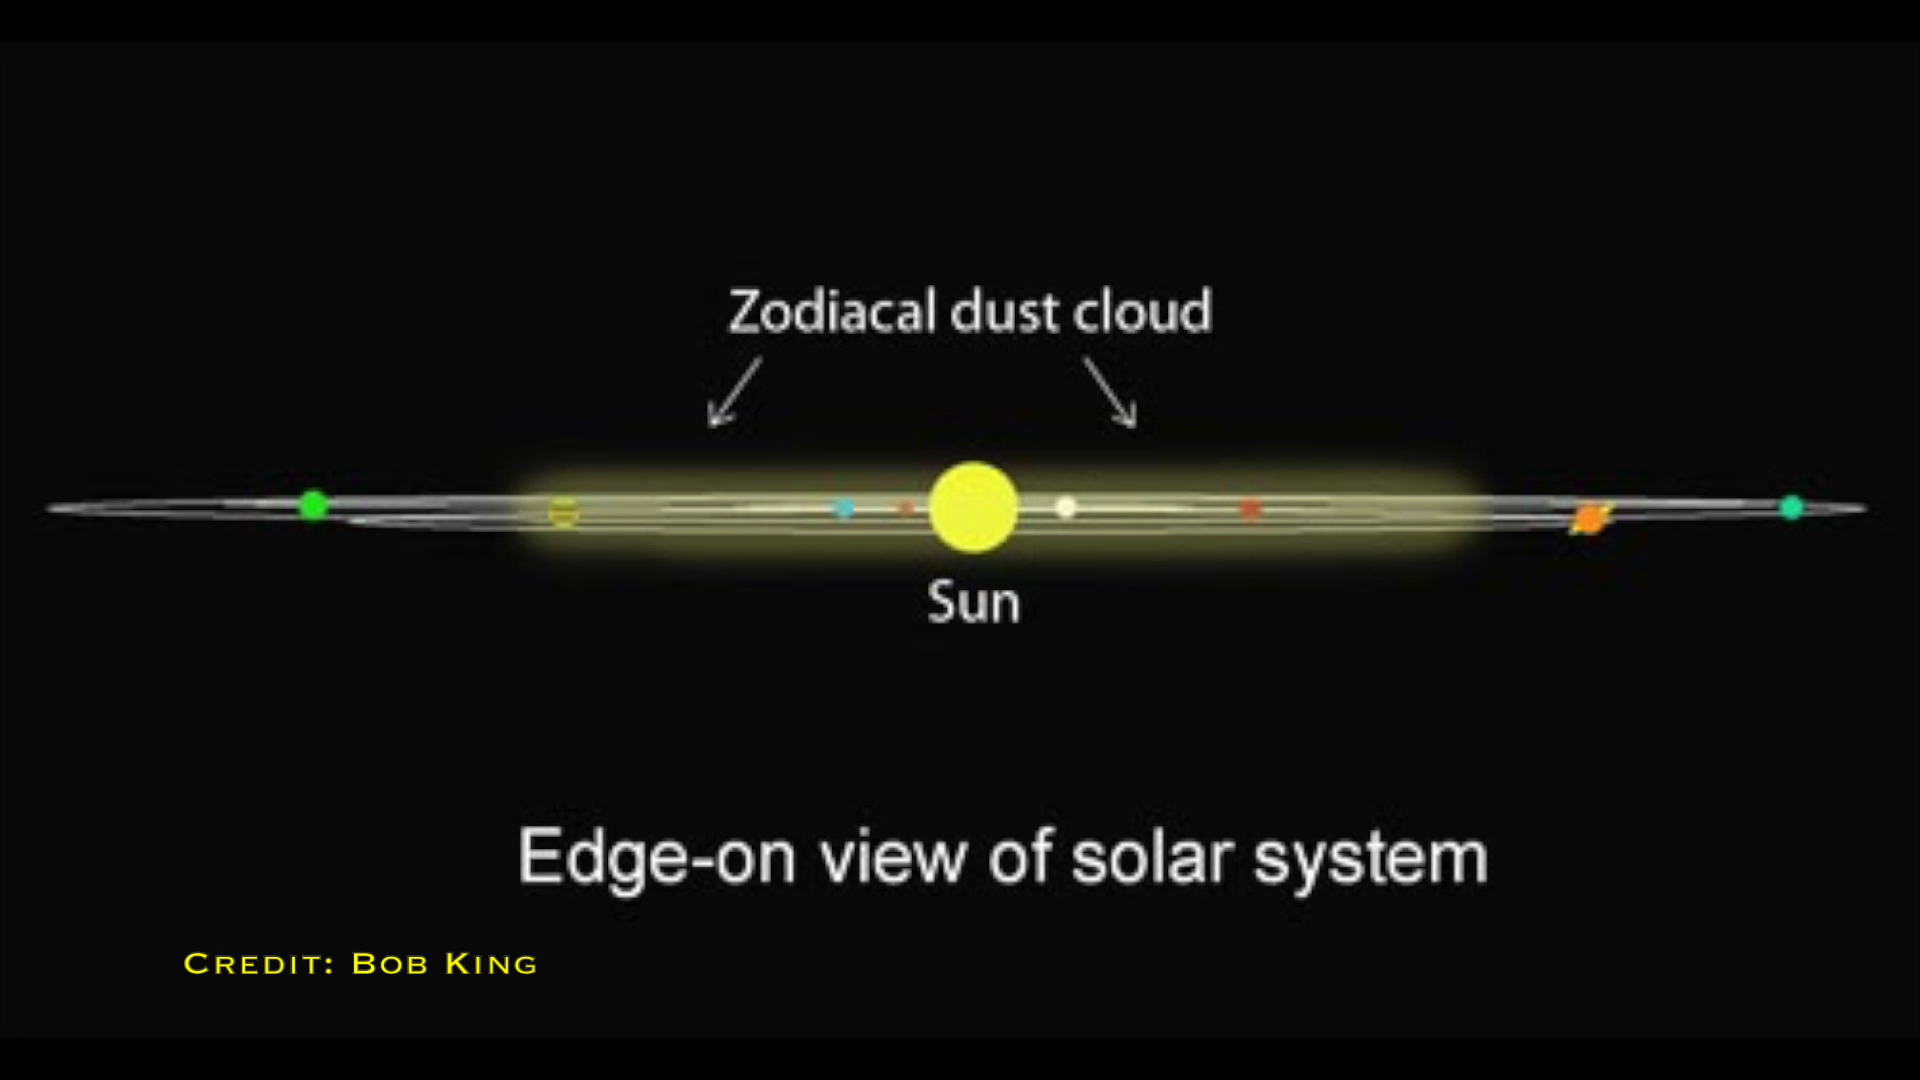 Zodiacal dust cloud
Sun
Edge-on view of solar system
Credit: Bob King